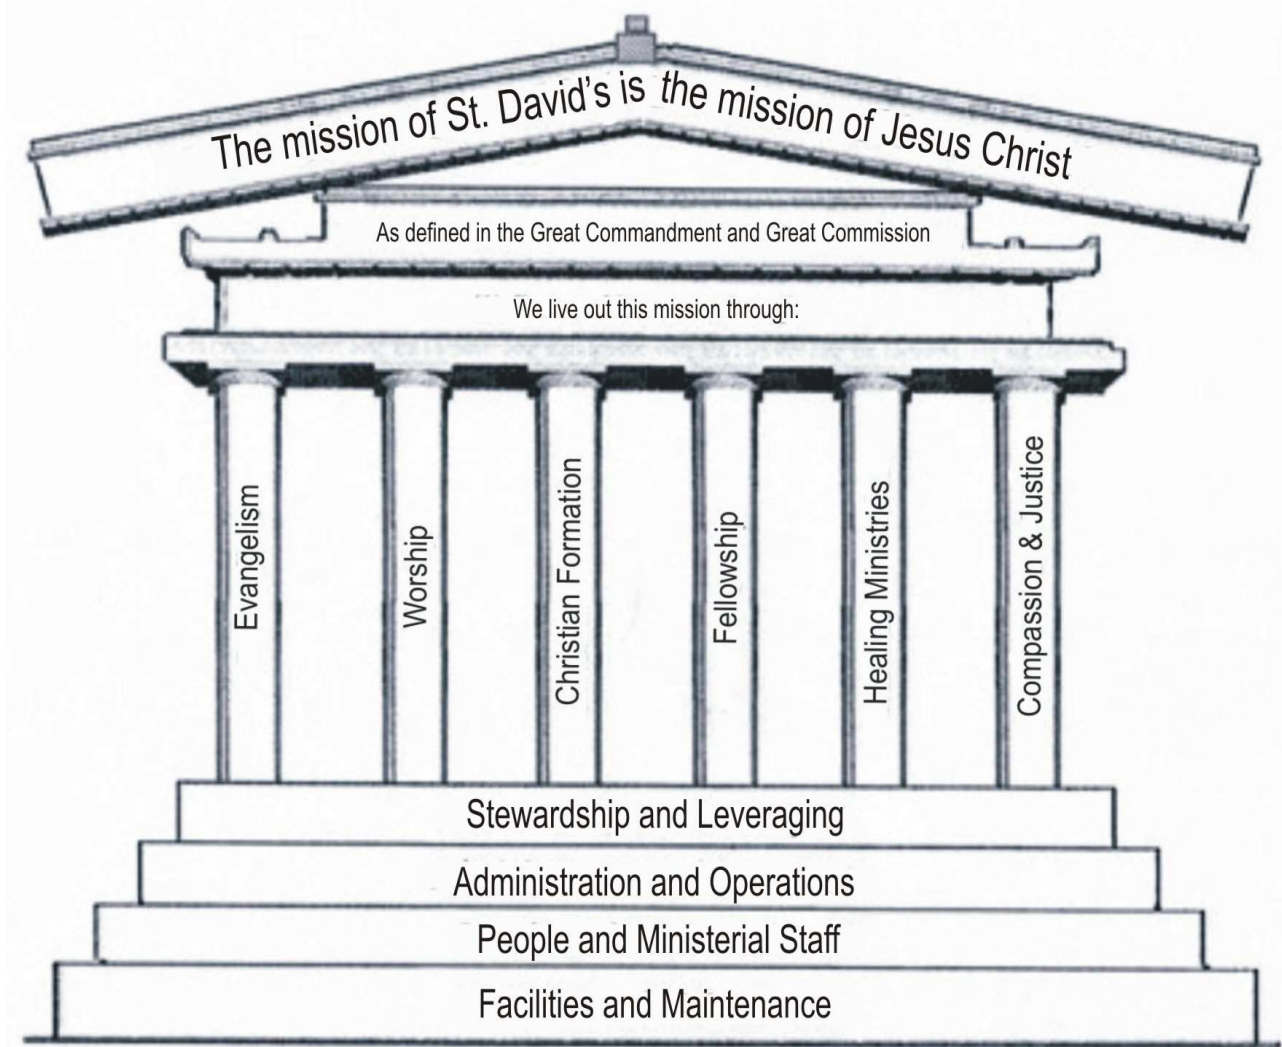 The mission of St. David's is the mission of Jesus Christ
As defined in the Great Commandment and Great Commission
We live out this mission through:
Evangelism
Worship
Christian Formation
Fellowship
Healing Ministries
Compassion & Justice
Stewardship and Leveraging
Administration and Operations
People and Ministerial Staff
Facilities and Maintenance